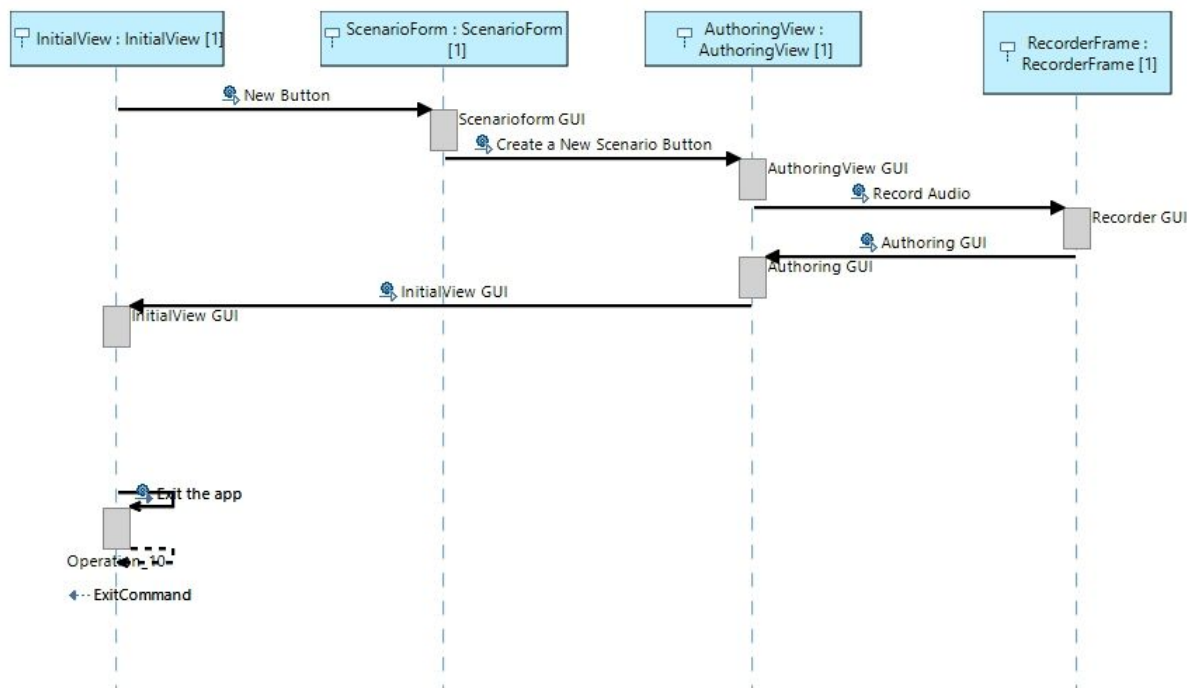 InitialView : InitialView [1]
ScenarioForm : ScenarioForm
[1]
AuthoringView :
AuthoringView [1]
RecorderFrame :
RecorderFrame [1]
New Button
Scenarioform GUI
Create a New Scenario Button
AuthoringView GUI
Record Audio
Recorder GUI
Authoring GUI
Authoring GUI
InitialView GUI
InitialView GUI
Exit the app
Operation_10
ExitCommand